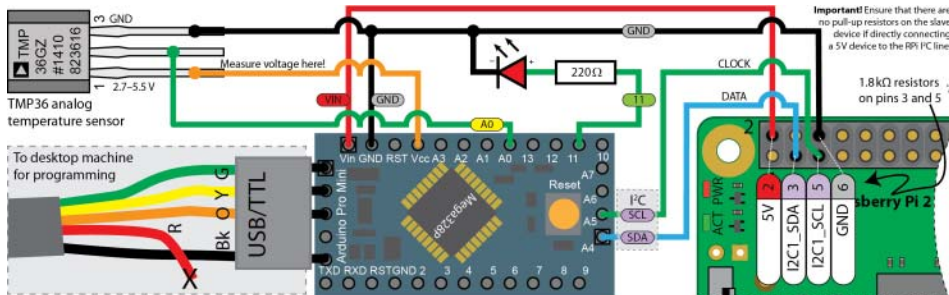 3 GND
TMP
36GZ
#1410
823616
1 2.7–5.5 V
TMP36 analog
temperature sensor
Measure voltage here!
VIN
GND
A0
220Ω
11
GND
CLOCK
DATA
Important! Ensure that there are
no pull-up resistors on the slave
device if directly connecting
a 5V device to the RPi I²C line
1.8kΩ resistors
on pins 3 and 5
To desktop machine
for programming
G
Y
O
R
Bk
USB/TTL
Arduino Pro Mini
Vin GND RST Vcc A3 A2 A1 A0 13 12 11 10
Mega328P
Reset
A7
A6
A5
A4
TXD RXD RST GND 2 3 4 5 6 7 8 9
I²C
SCL
SDA
2
ACT PWR
2 3 5 6
5V
I2C1_SDA
I2C1_SCL
GND
spberry Pi 2